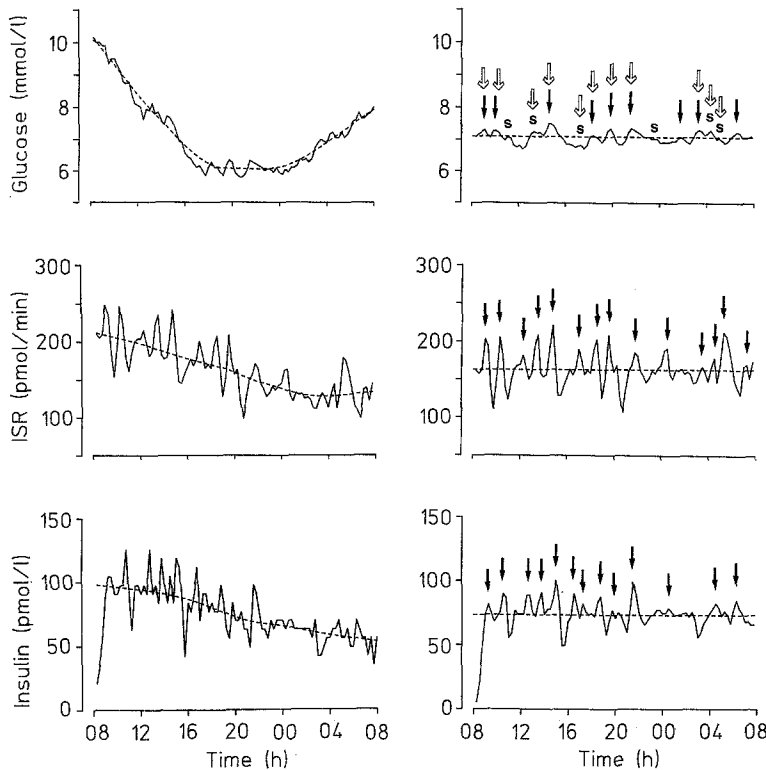 Glucose (mmol/l)
10
8
6
10
8
6
S
S
S
S
S
S
ISR (pmol/min)
300
200
100
300
200
100
Insulin (pmol/l)
150
100
50
0
150
100
50
0
08 12 16 20 00 04 08
08 12 16 20 00 04 08
Time (h)
Time (h)